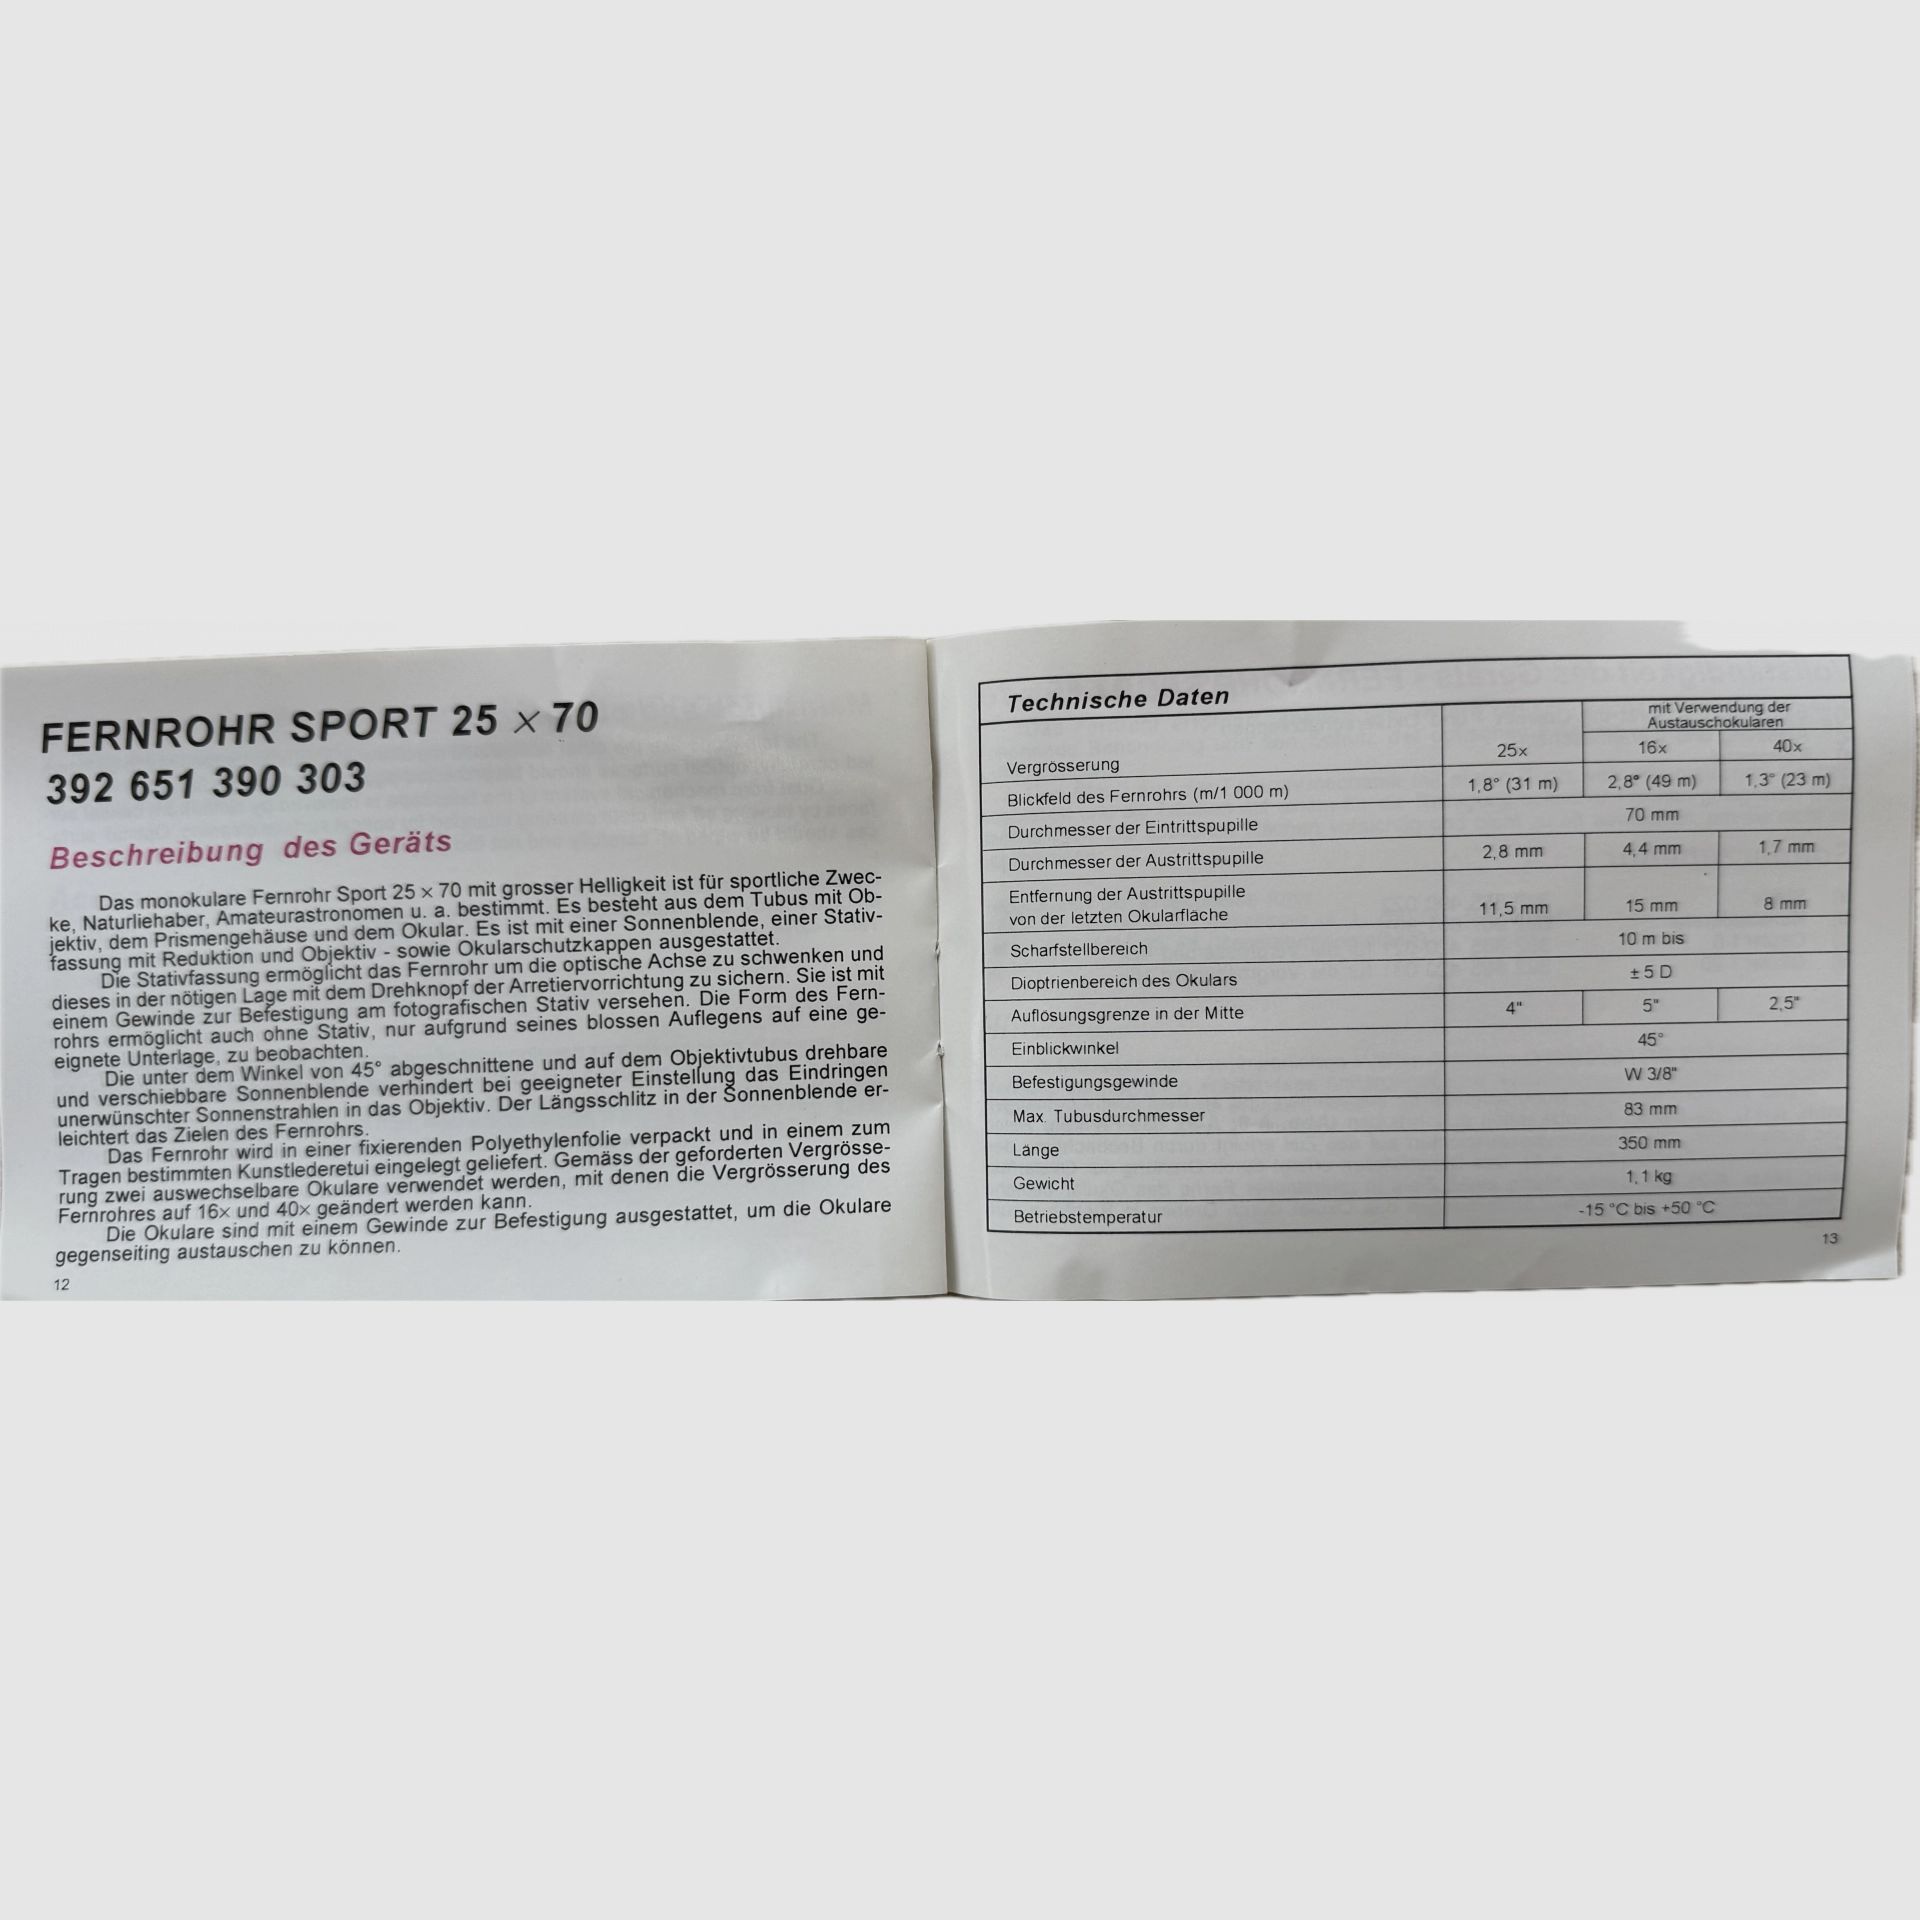 FERNROHR SPORT 25 × 70
392 651 390 303
Beschreibung des Geräts
Das monokulare Fernrohr Sport 25 × 70 mit grosser Helligkeit ist für sportliche Zwec-
ke, Naturliehaber, Amateurastronomen u. a. bestimmt. Es besteht aus dem Tubus mit Ob-
jektiv, dem Prismengehäuse und dem Okular. Es ist mit einer Sonnenblende, einer Stativ-
fassung mit Reduktion und Objektiv - sowie Okularschutzkappen ausgestattet.
Die Stativfassung ermöglicht das Fernrohr um die optische Achse zu schwenken und
dieses in der nötigen Lage mit dem Drehknopf der Arretiervorrichtung zu sichern. Sie ist mit
einem Gewinde zur Befestigung am fotografischen Stativ versehen. Die Form des Fern-
rohrs ermöglicht auch ohne Stativ, nur aufgrund seines blossen Auflegens auf eine ge-
eignete Unterlage, zu beobachten.
Die unter dem Winkel von 45° abgeschnittene und auf dem Objektivtubus drehbare
und verschiebbare Sonnenblende verhindert bei geeigneter Einstellung das Eindringen
unerwünschter Sonnenstrahlen in das Objektiv. Der Längsschlitz in der Sonnenblende er-
leichtert das Zielen des Fernrohrs.
Das Fernrohr wird in einer fixierenden Polyethylenfolie verpackt und in einem zum
Tragen bestimmten Kunstlederetui eingelegt geliefert. Gemäss der geforderten Vergrösse-
rung zwei auswechselbare Okulare verwendet werden, mit denen die Vergrösserung des
Fernrohres auf 16× und 40× geändert werden kann.
Die Okulare sind mit einem Gewinde zur Befestigung ausgestattet, um die Okulare
gegenseiting austauschen zu können.
12
Technische Daten
mit Verwendung der
Austauschokularen
Vergrösserung 25x 16x 40x
Blickfeld des Fernrohrs (m/1 000 m) 1,8° (31 m) 2,8° (49 m) 1,3° (23 m)
Durchmesser der Eintrittspupille 70 mm
Durchmesser der Austrittspupille 2,8 mm 4,4 mm 1,7 mm
Entfernung der Austrittspupille
von der letzten Okularfläche 11,5 mm 15 mm 8 mm
Scharfstellbereich 10 m bis
Dioptrienbereich des Okulars ± 5 D
Auflösungsgrenze in der Mitte 4" 5" 2,5"
Einblickwinkel 45°
Befestigungsgewinde W 3/8"
Max. Tubusdurchmesser 83 mm
Länge 350 mm
Gewicht 1,1 kg
Betriebstemperatur -15 °C bis +50 °C
13